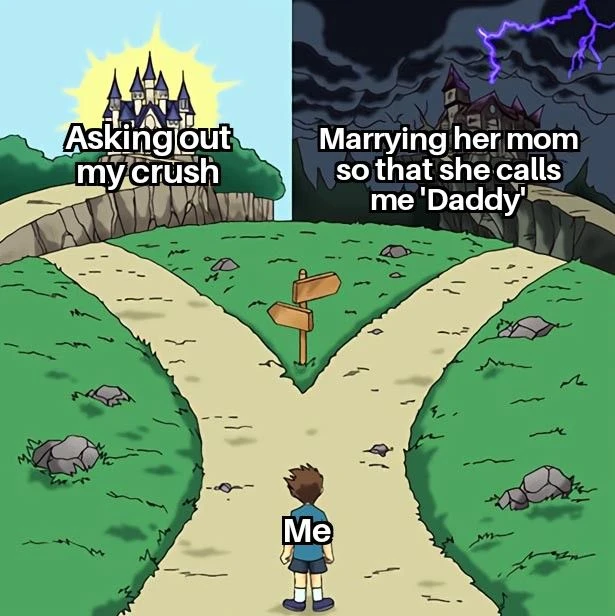 Asking out
my crush
Marrying her mom
so that she calls
me 'Daddy'
Me